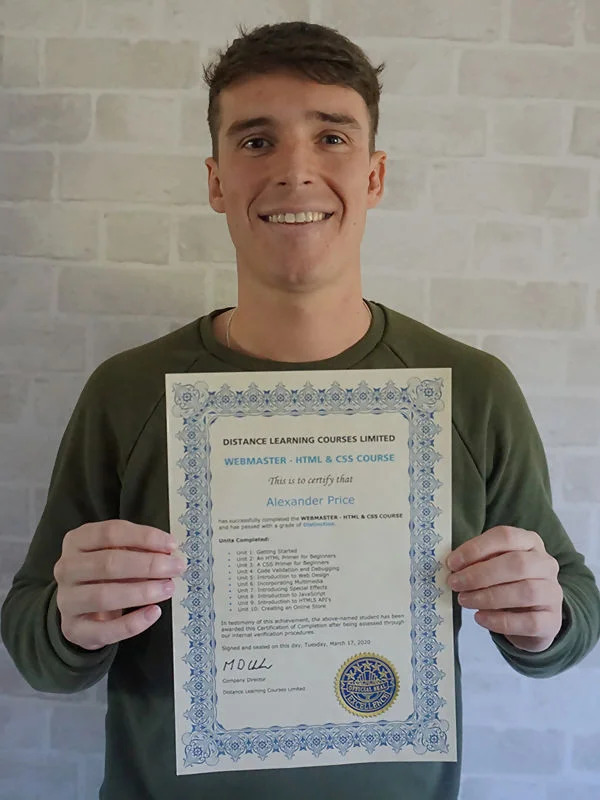 DISTANCE LEARNING COURSES LIMITED
WEBMASTER - HTML & CSS COURSE
This is to certify that
Alexander Price
has successfully completed the WEBMASTER - HTML & CSS COURSE
and has passed with a grade of Distinction.
Units Completed:
• Unit 1: Getting Started
• Unit 2: An HTML Primer for Beginners
• Unit 3: A CSS Primer for Beginners
• Unit 4: Code Validation and Debugging
• Unit 5: Introduction to Web Design
• Unit 6: Incorporating Multimedia
• Unit 7: Introducing Special Effects
• Unit 8: Introduction to JavaScript
• Unit 9: Introduction to HTML5 API's
• Unit 10: Creating an Online Store
In testimony of this achievement, the above-named student has been
awarded this Certification of Completion after being assessed through
our internal verification procedures.
Signed and sealed on this day, Tuesday, March 17, 2020
Company Director
Distance Learning Courses Limited
OFFICIAL SEAL
EXCELLENCE